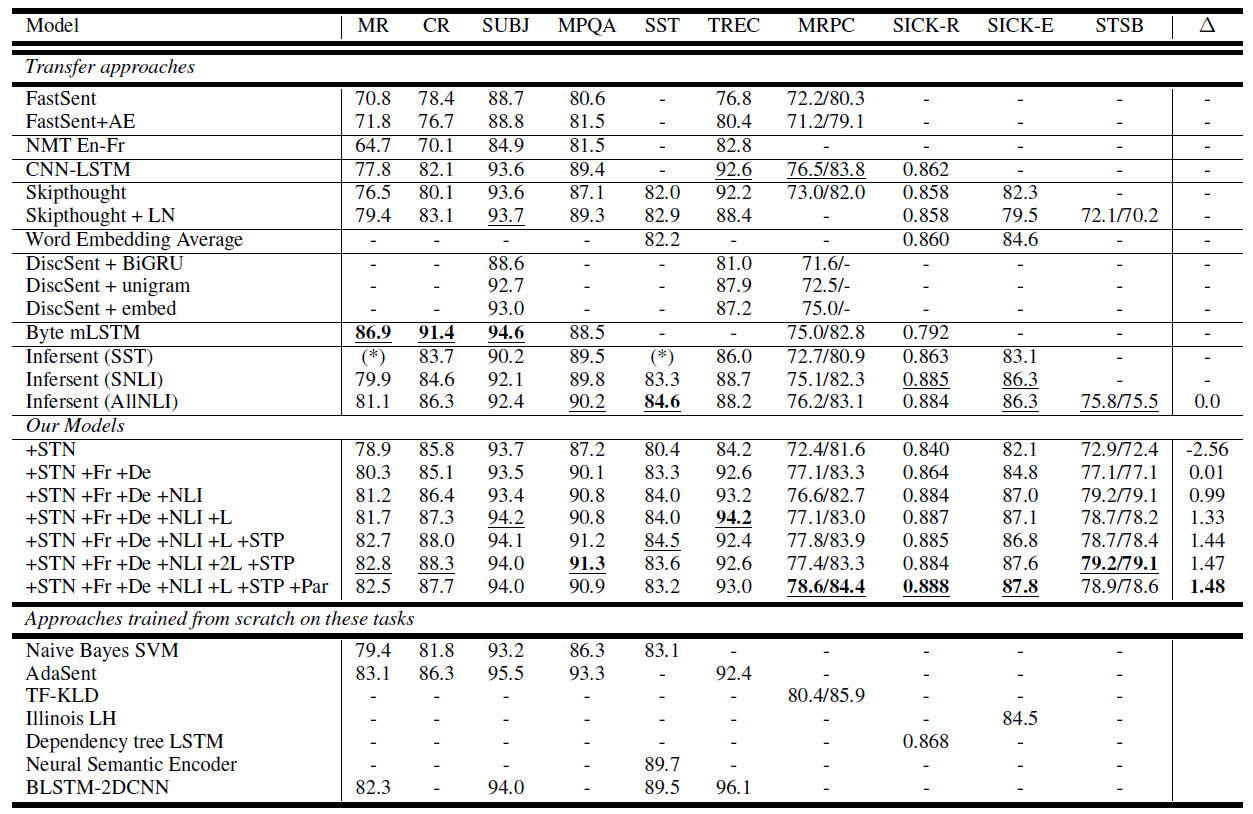 Model MR CR SUBJ MPQA SST TREC MRPC SICK-R SICK-E STSB Δ
Transfer approaches
FastSent 70.8 78.4 88.7 80.6 - 76.8 72.2/80.3 - - - -
FastSent+AE 71.8 76.7 88.8 81.5 - 80.4 71.2/79.1 - - - -
NMT En-Fr 64.7 70.1 84.9 81.5 - 82.8 - - - -
CNN-LSTM 77.8 82.1 93.6 89.4 - 92.6 76.5/83.8 0.862 - - -
Skipthought 76.5 80.1 93.6 87.1 82.0 92.2 73.0/82.0 0.858 82.3 - -
Skipthought + LN 79.4 83.1 93.7 89.3 82.9 88.4 - 0.858 79.5 72.1/70.2 -
Word Embedding Average - - - - 82.2 - - 0.860 84.6 - -
DiscSent + BiGRU - - 88.6 - - 81.0 71.6/- - - - -
DiscSent + unigram - - 92.7 - - 87.9 72.5/- - - - -
DiscSent + embed - - 93.0 - - 87.2 75.0/- - - - -
Byte mLSTM 86.9 91.4 94.6 88.5 - - 75.0/82.8 0.792 - - -
Infersent (SST) (*) 83.7 90.2 89.5 (*) 86.0 72.7/80.9 0.863 83.1 - -
Infersent (SNLI) 79.9 84.6 92.1 89.8 83.3 88.7 75.1/82.3 0.885 86.3 - -
Infersent (AllNLI) 81.1 86.3 92.4 90.2 84.6 88.2 76.2/83.1 0.884 86.3 75.8/75.5 0.0
Our Models
+STN 78.9 85.8 93.7 87.2 80.4 84.2 72.4/81.6 0.840 82.1 72.9/72.4 -2.56
+STN +Fr +De 80.3 85.1 93.5 90.1 83.3 92.6 77.1/83.3 0.864 84.8 77.1/77.1 0.01
+STN +Fr +De +NLI 81.2 86.4 93.4 90.8 84.0 93.2 76.6/82.7 0.884 87.0 79.2/79.1 0.99
+STN +Fr +De +NLI +L 81.7 87.3 94.2 90.8 84.0 94.2 77.1/83.0 0.887 87.1 78.7/78.2 1.33
+STN +Fr +De +NLI +L +STP 82.7 88.0 94.1 91.2 84.5 92.4 77.8/83.9 0.885 86.8 78.7/78.4 1.44
+STN +Fr +De +NLI +2L +STP 82.8 88.3 94.0 91.3 83.6 92.6 77.4/83.3 0.884 87.6 79.2/79.1 1.47
+STN +Fr +De +NLI +L +STP +Par 82.5 87.7 94.0 90.9 83.2 93.0 78.6/84.4 0.888 87.8 78.9/78.6 1.48
Approaches trained from scratch on these tasks
Naive Bayes SVM 79.4 81.8 93.2 86.3 83.1 - - - - -
AdaSent 83.1 86.3 95.5 93.3 - 92.4 - - - -
TF-KLD - - - - - - 80.4/85.9 - - -
Illinois LH - - - - - - - - 84.5 -
Dependency tree LSTM - - - - - - - 0.868 - -
Neural Semantic Encoder - - - - 89.7 - - - - -
BLSTM-2DCNN 82.3 - 94.0 - 89.5 96.1 - - - -